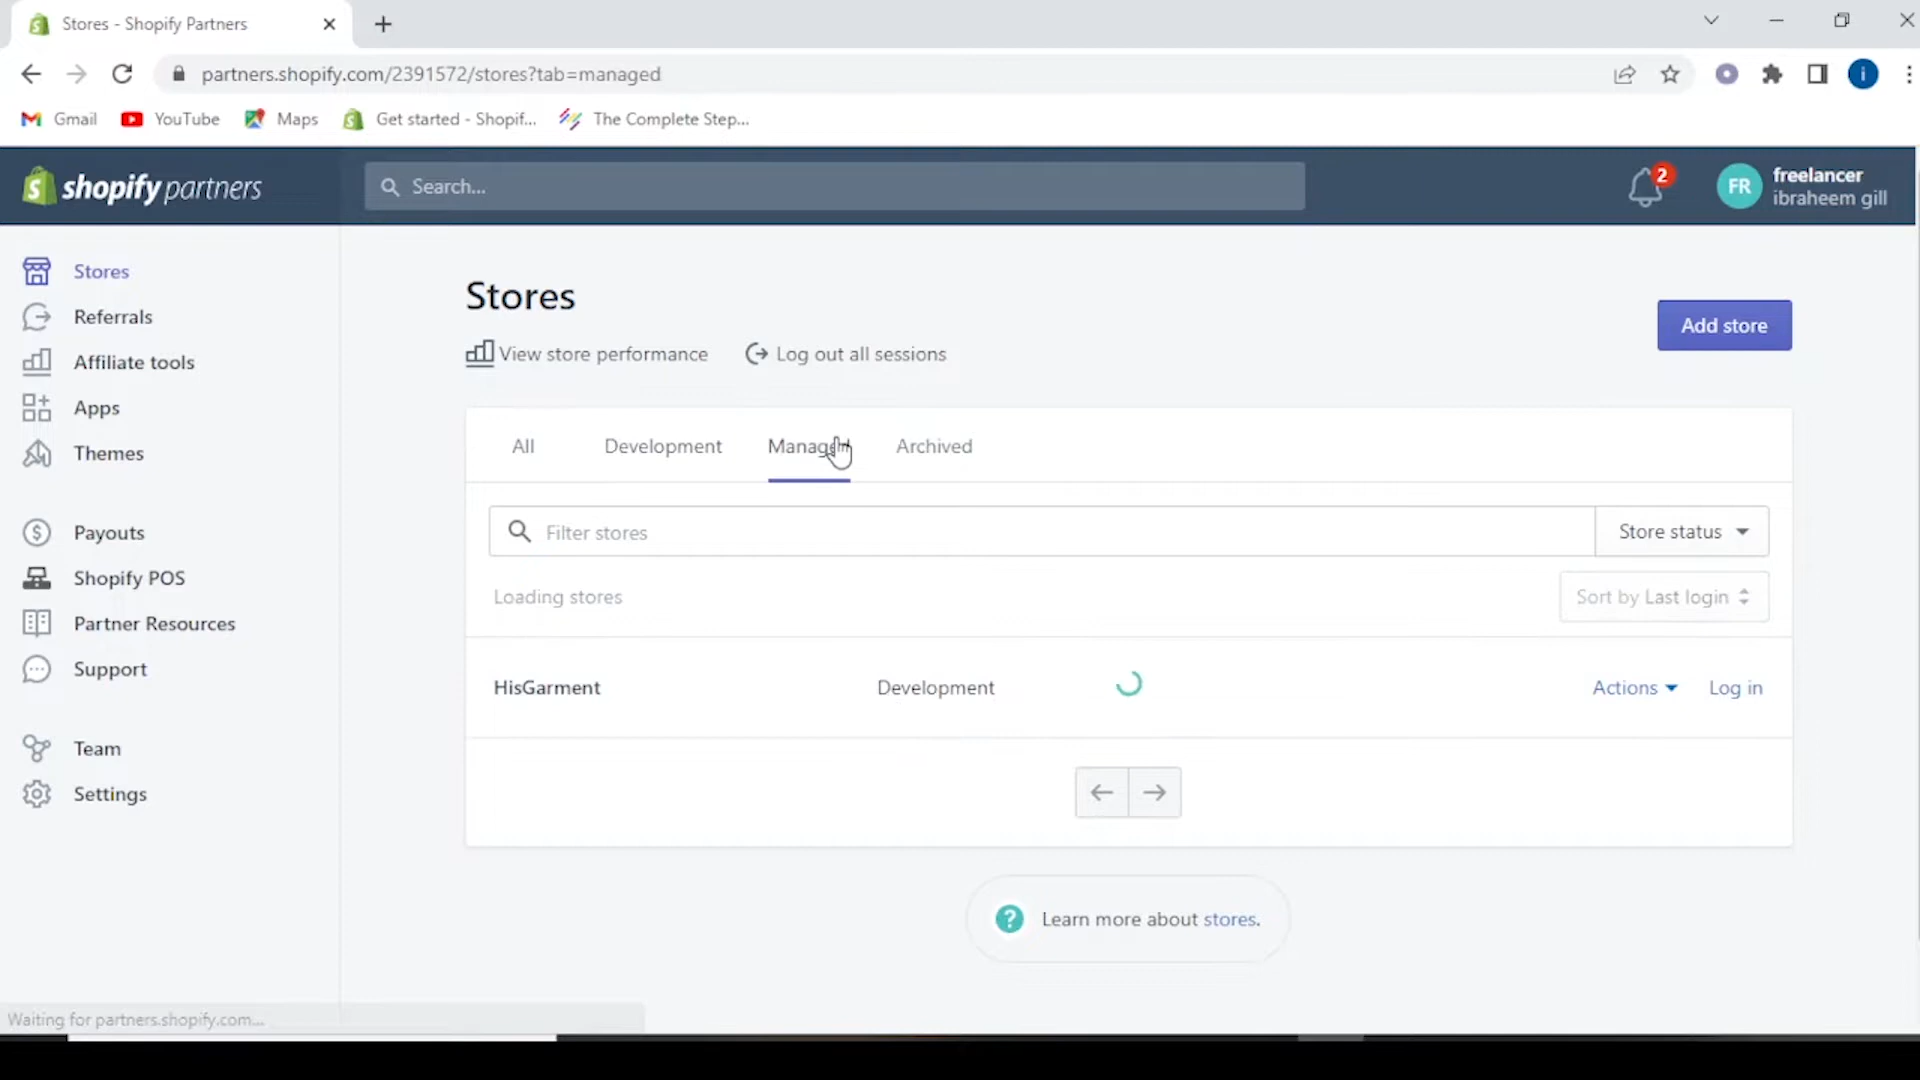 Stores - Shopify Partners
partners.shopify.com/2391572/stores?tab=managed
i
Gmail YouTube Maps Get started - Shopif... The Complete Step...
shopify partners
Search...
2
FR
freelancer
ibraheem gill
Stores
Referrals
Affiliate tools
Apps
Themes
Payouts
Shopify POS
Partner Resources
Support
Team
Settings
Stores
Add store
View store performance Log out all sessions
All Development Managed Archived
Filter stores
Store status
Loading stores
Sort by Last login
HisGarment Development Actions Log in
? Learn more about stores.
Waiting for partners.shopify.com...